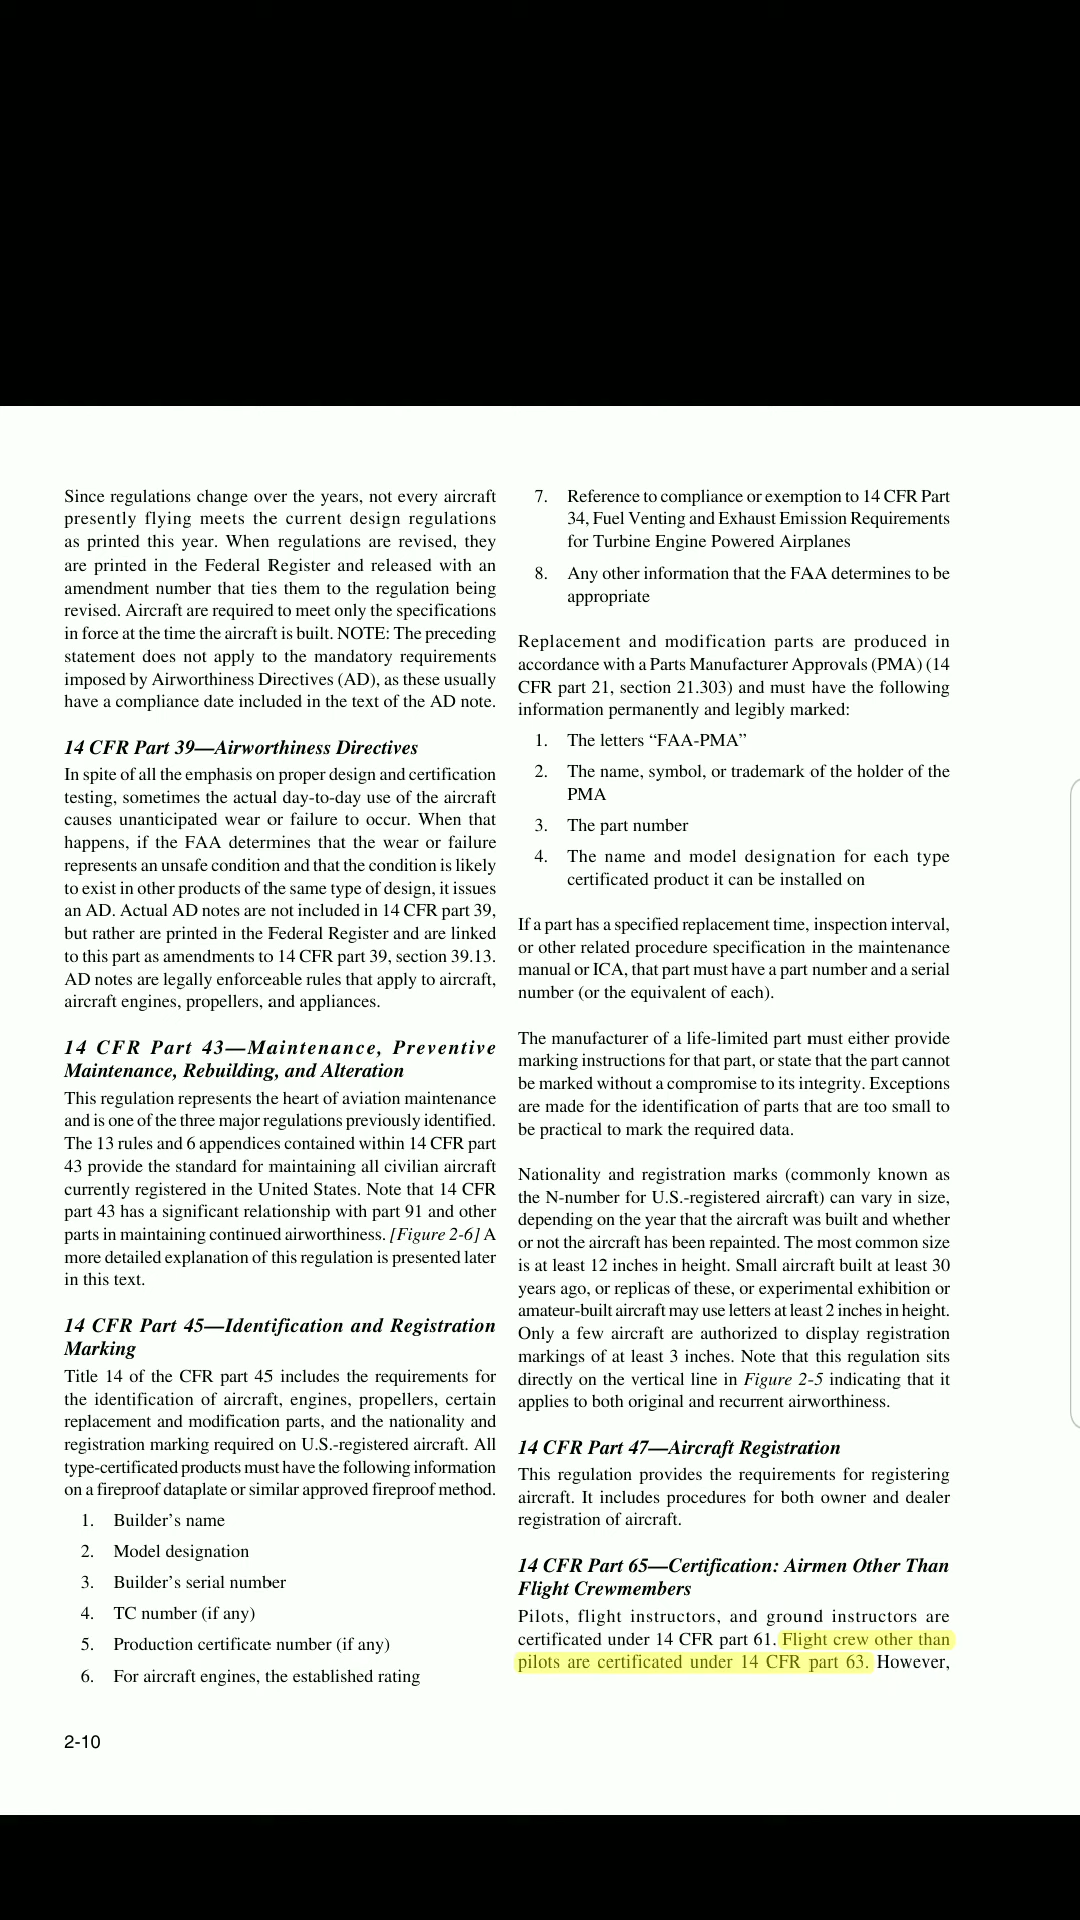 Since regulations change over the years, not every aircraft
presently flying meets the current design regulations
as printed this year. When regulations are revised, they
are printed in the Federal Register and released with an
amendment number that ties them to the regulation being
revised. Aircraft are required to meet only the specifications
in force at the time the aircraft is built. NOTE: The preceding
statement does not apply to the mandatory requirements
imposed by Airworthiness Directives (AD), as these usually
have a compliance date included in the text of the AD note.
14 CFR Part 39—Airworthiness Directives
In spite of all the emphasis on proper design and certification
testing, sometimes the actual day-to-day use of the aircraft
causes unanticipated wear or failure to occur. When that
happens, if the FAA determines that the wear or failure
represents an unsafe condition and that the condition is likely
to exist in other products of the same type of design, it issues
an AD. Actual AD notes are not included in 14 CFR part 39,
but rather are printed in the Federal Register and are linked
to this part as amendments to 14 CFR part 39, section 39.13.
AD notes are legally enforceable rules that apply to aircraft,
aircraft engines, propellers, and appliances.
14 CFR Part 43—Maintenance, Preventive
Maintenance, Rebuilding, and Alteration
This regulation represents the heart of aviation maintenance
and is one of the three major regulations previously identified.
The 13 rules and 6 appendices contained within 14 CFR part
43 provide the standard for maintaining all civilian aircraft
currently registered in the United States. Note that 14 CFR
part 43 has a significant relationship with part 91 and other
parts in maintaining continued airworthiness. [Figure 2-6] A
more detailed explanation of this regulation is presented later
in this text.
14 CFR Part 45—Identification and Registration
Marking
Title 14 of the CFR part 45 includes the requirements for
the identification of aircraft, engines, propellers, certain
replacement and modification parts, and the nationality and
registration marking required on U.S.-registered aircraft. All
type-certificated products must have the following information
on a fireproof dataplate or similar approved fireproof method.
1. Builder’s name
2. Model designation
3. Builder’s serial number
4. TC number (if any)
5. Production certificate number (if any)
6. For aircraft engines, the established rating
7. Reference to compliance or exemption to 14 CFR Part
34, Fuel Venting and Exhaust Emission Requirements
for Turbine Engine Powered Airplanes
8. Any other information that the FAA determines to be
appropriate
Replacement and modification parts are produced in
accordance with a Parts Manufacturer Approvals (PMA) (14
CFR part 21, section 21.303) and must have the following
information permanently and legibly marked:
1. The letters “FAA-PMA”
2. The name, symbol, or trademark of the holder of the
PMA
3. The part number
4. The name and model designation for each type
certificated product it can be installed on
If a part has a specified replacement time, inspection interval,
or other related procedure specification in the maintenance
manual or ICA, that part must have a part number and a serial
number (or the equivalent of each).
The manufacturer of a life-limited part must either provide
marking instructions for that part, or state that the part cannot
be marked without a compromise to its integrity. Exceptions
are made for the identification of parts that are too small to
be practical to mark the required data.
Nationality and registration marks (commonly known as
the N-number for U.S.-registered aircraft) can vary in size,
depending on the year that the aircraft was built and whether
or not the aircraft has been repainted. The most common size
is at least 12 inches in height. Small aircraft built at least 30
years ago, or replicas of these, or experimental exhibition or
amateur-built aircraft may use letters at least 2 inches in height.
Only a few aircraft are authorized to display registration
markings of at least 3 inches. Note that this regulation sits
directly on the vertical line in Figure 2-5 indicating that it
applies to both original and recurrent airworthiness.
14 CFR Part 47—Aircraft Registration
This regulation provides the requirements for registering
aircraft. It includes procedures for both owner and dealer
registration of aircraft.
14 CFR Part 65—Certification: Airmen Other Than
Flight Crewmembers
Pilots, flight instructors, and ground instructors are
certificated under 14 CFR part 61. Flight crew other than
pilots are certificated under 14 CFR part 63. However,
2-10